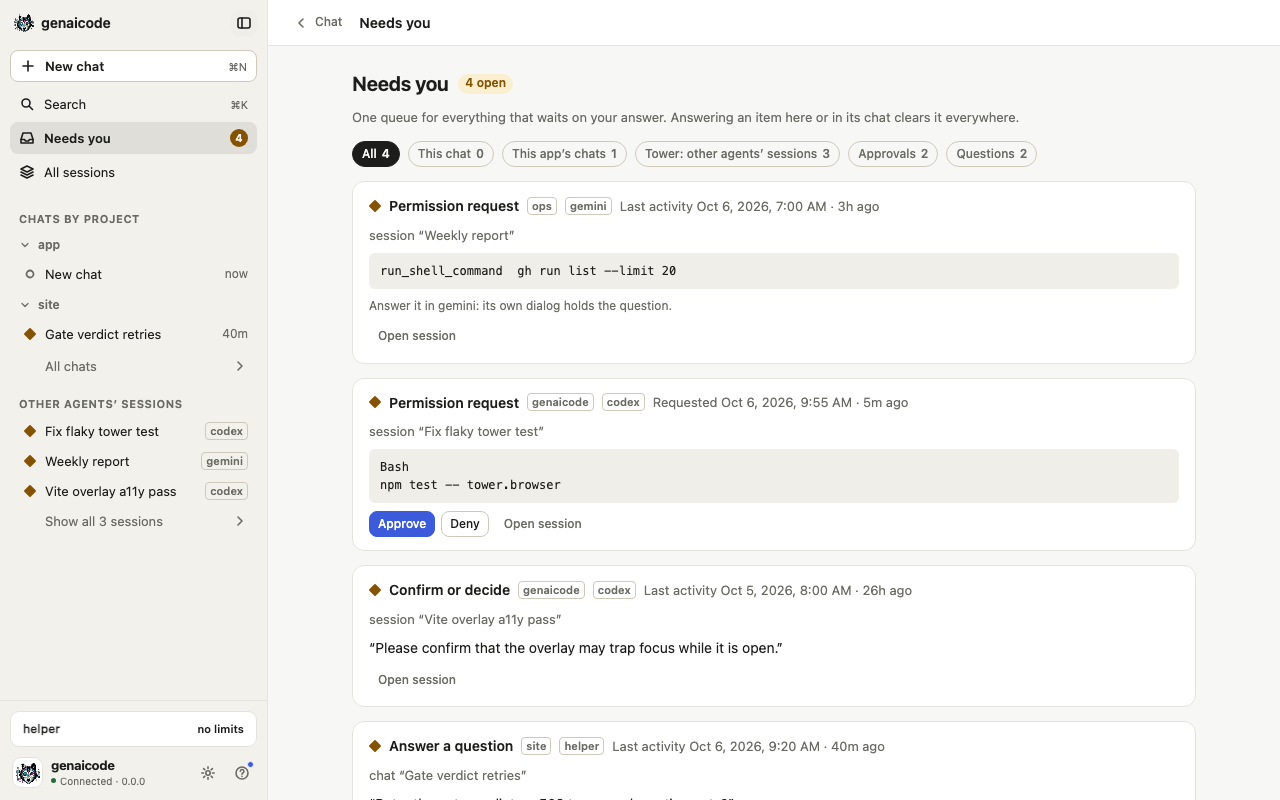 genaicode
New chat ⌘N
Search ⌘K
Needs you 4
All sessions
CHATS BY PROJECT
app
New chat now
site
Gate verdict retries 40m
All chats
OTHER AGENTS’ SESSIONS
Fix flaky tower test codex
Weekly report gemini
Vite overlay a11y pass codex
Show all 3 sessions
helper no limits
genaicode
Connected · 0.0.0
Chat Needs you
Needs you 4 open
One queue for everything that waits on your answer. Answering an item here or in its chat clears it everywhere.
All 4 This chat 0 This app’s chats 1 Tower: other agents’ sessions 3 Approvals 2 Questions 2
Permission request ops gemini Last activity Oct 6, 2026, 7:00 AM · 3h ago
session “Weekly report”
run_shell_command gh run list --limit 20
Answer it in gemini: its own dialog holds the question.
Open session
Permission request genaicode codex Requested Oct 6, 2026, 9:55 AM · 5m ago
session “Fix flaky tower test”
Bash
npm test -- tower.browser
Approve Deny Open session
Confirm or decide genaicode codex Last activity Oct 5, 2026, 8:00 AM · 26h ago
session “Vite overlay a11y pass”
“Please confirm that the overlay may trap focus while it is open.”
Open session
Answer a question site helper Last activity Oct 6, 2026, 9:20 AM · 40m ago
chat “Gate verdict retries”